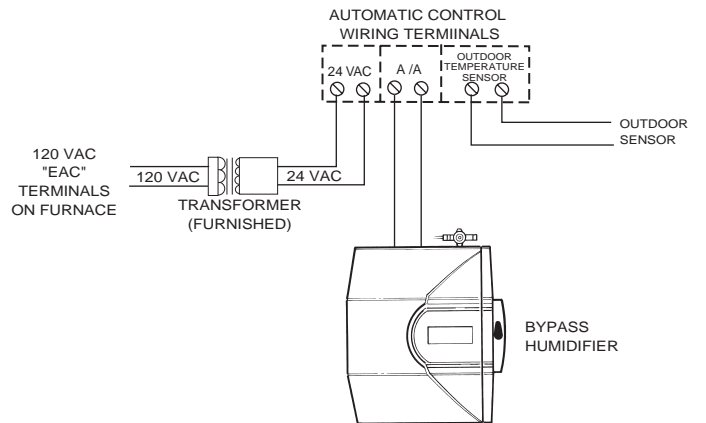 AUTOMATIC CONTROL
WIRING TERMIINALS
24 VAC
A /A
OUTDOOR
TEMPERATURE
SENSOR
OUTDOOR
SENSOR
120 VAC
"EAC"
TERMINALS
ON FURNACE
120 VAC
24 VAC
TRANSFORMER
(FURNISHED)
BYPASS
HUMIDIFIER